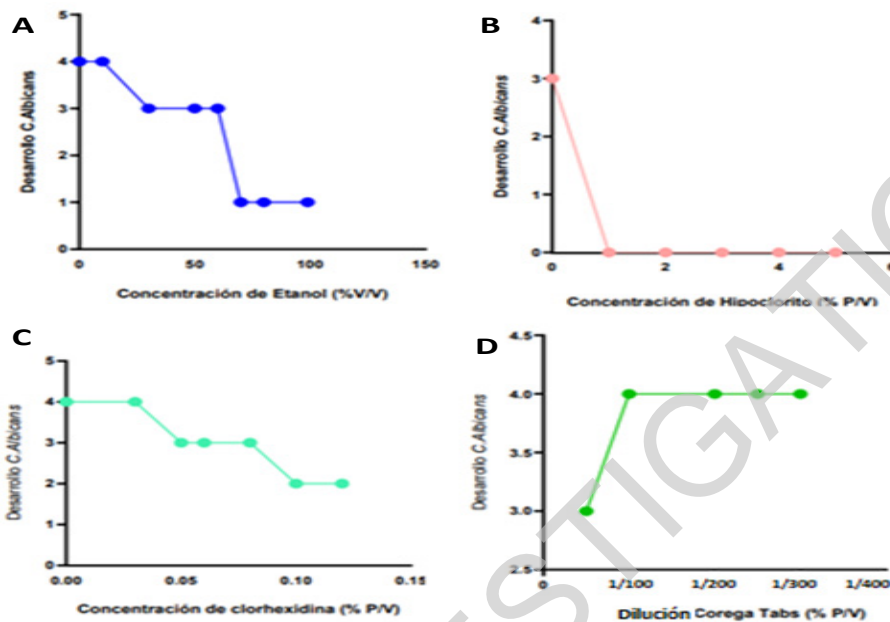 A
Desarrollo C.Albicans
5
4
3
2
1
0
0 50 100 150
Concentración de Etanol (%V/V)
B
Desarrollo C.Albicans
4
3
2
1
0
0 2 4 6
Concentración de Hipoclorito (% P/V)
C
Desarrollo C.Albicans
5
4
3
2
1
0
0.00 0.05 0.10 0.15
Concentración de clorhexidina (% P/V)
D
Desarrollo C.Albicans
4.5
4.0
3.5
3.0
2.5
0 1/100 1/200 1/300 1/400
Dilución Corega Tabs (% P/V)